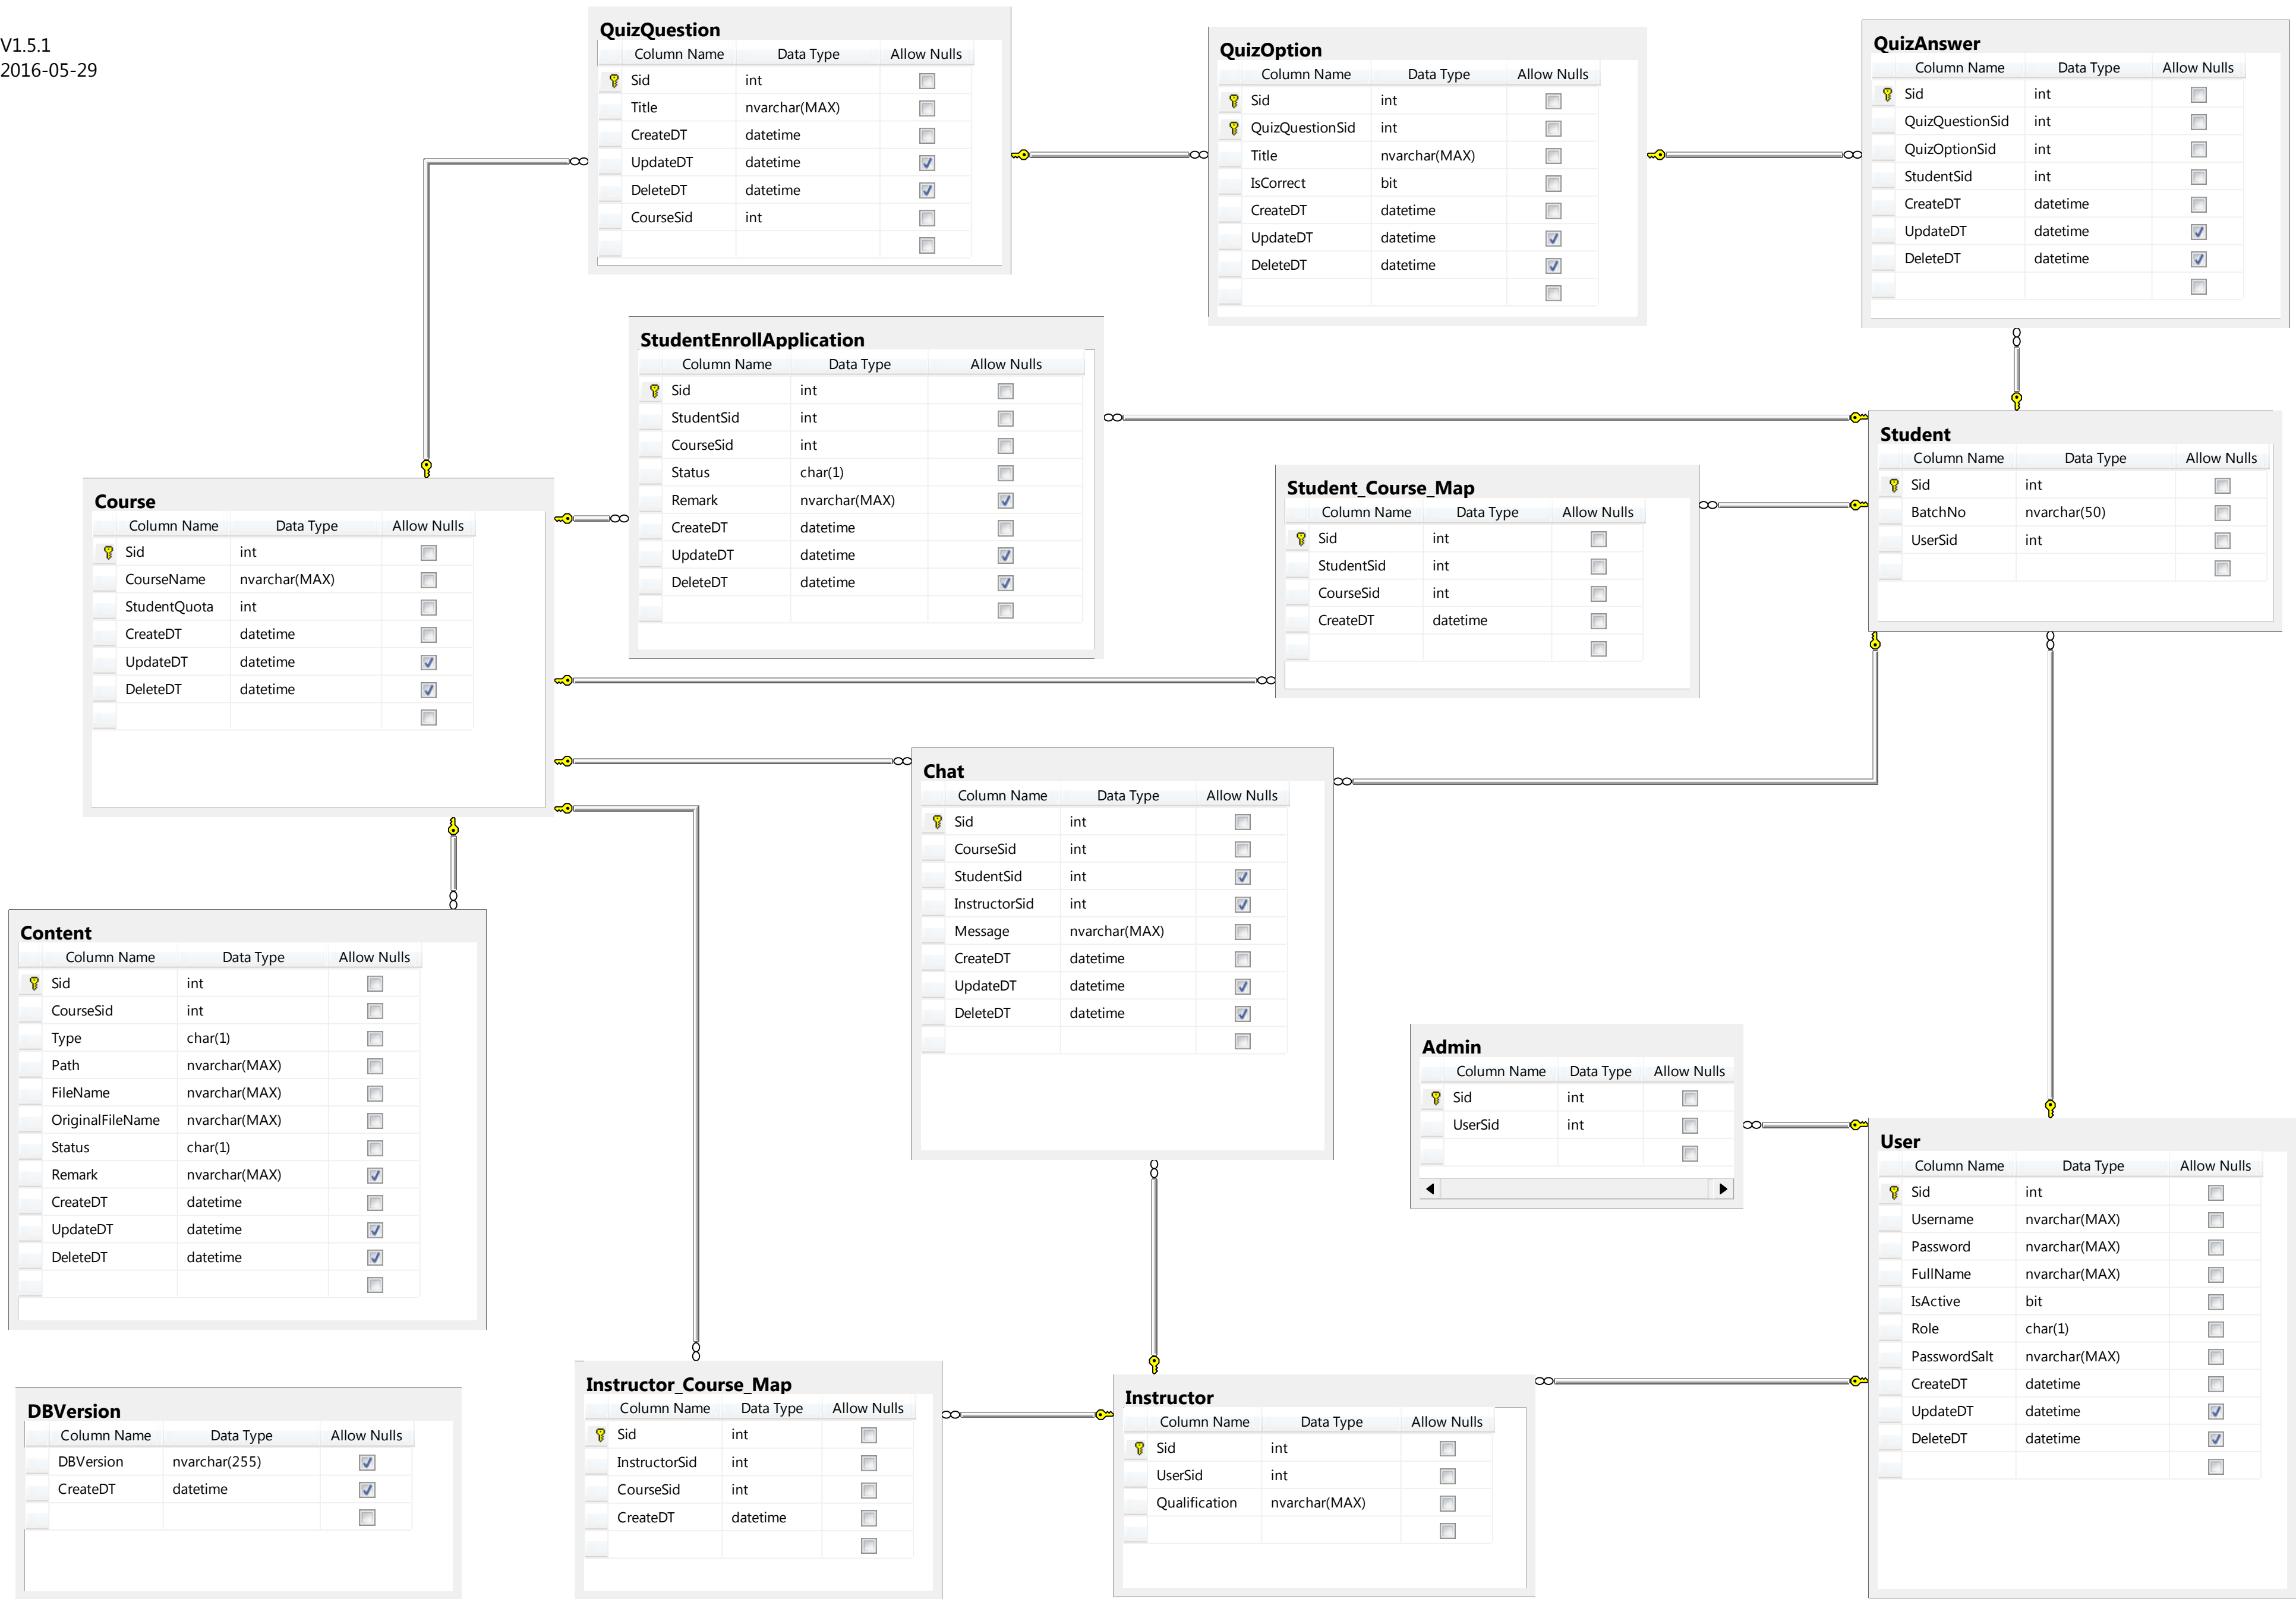 V1.5.1
2016-05-29
QuizQuestion
Column Name Data Type Allow Nulls
Sid int
Title nvarchar(MAX)
CreateDT datetime
UpdateDT datetime
DeleteDT datetime
CourseSid int
QuizOption
Column Name Data Type Allow Nulls
Sid int
QuizQuestionSid int
Title nvarchar(MAX)
IsCorrect bit
CreateDT datetime
UpdateDT datetime
DeleteDT datetime
QuizAnswer
Column Name Data Type Allow Nulls
Sid int
QuizQuestionSid int
QuizOptionSid int
StudentSid int
CreateDT datetime
UpdateDT datetime
DeleteDT datetime
StudentEnrollApplication
Column Name Data Type Allow Nulls
Sid int
StudentSid int
CourseSid int
Status char(1)
Remark nvarchar(MAX)
CreateDT datetime
UpdateDT datetime
DeleteDT datetime
Student
Column Name Data Type Allow Nulls
Sid int
BatchNo nvarchar(50)
UserSid int
Student_Course_Map
Column Name Data Type Allow Nulls
Sid int
StudentSid int
CourseSid int
CreateDT datetime
Course
Column Name Data Type Allow Nulls
Sid int
CourseName nvarchar(MAX)
StudentQuota int
CreateDT datetime
UpdateDT datetime
DeleteDT datetime
Chat
Column Name Data Type Allow Nulls
Sid int
CourseSid int
StudentSid int
InstructorSid int
Message nvarchar(MAX)
CreateDT datetime
UpdateDT datetime
DeleteDT datetime
Content
Column Name Data Type Allow Nulls
Sid int
CourseSid int
Type char(1)
Path nvarchar(MAX)
FileName nvarchar(MAX)
OriginalFileName nvarchar(MAX)
Status char(1)
Remark nvarchar(MAX)
CreateDT datetime
UpdateDT datetime
DeleteDT datetime
Admin
Column Name Data Type Allow Nulls
Sid int
UserSid int
User
Column Name Data Type Allow Nulls
Sid int
Username nvarchar(MAX)
Password nvarchar(MAX)
FullName nvarchar(MAX)
IsActive bit
Role char(1)
PasswordSalt nvarchar(MAX)
CreateDT datetime
UpdateDT datetime
DeleteDT datetime
DBVersion
Column Name Data Type Allow Nulls
DBVersion nvarchar(255)
CreateDT datetime
Instructor_Course_Map
Column Name Data Type Allow Nulls
Sid int
InstructorSid int
CourseSid int
CreateDT datetime
Instructor
Column Name Data Type Allow Nulls
Sid int
UserSid int
Qualification nvarchar(MAX)